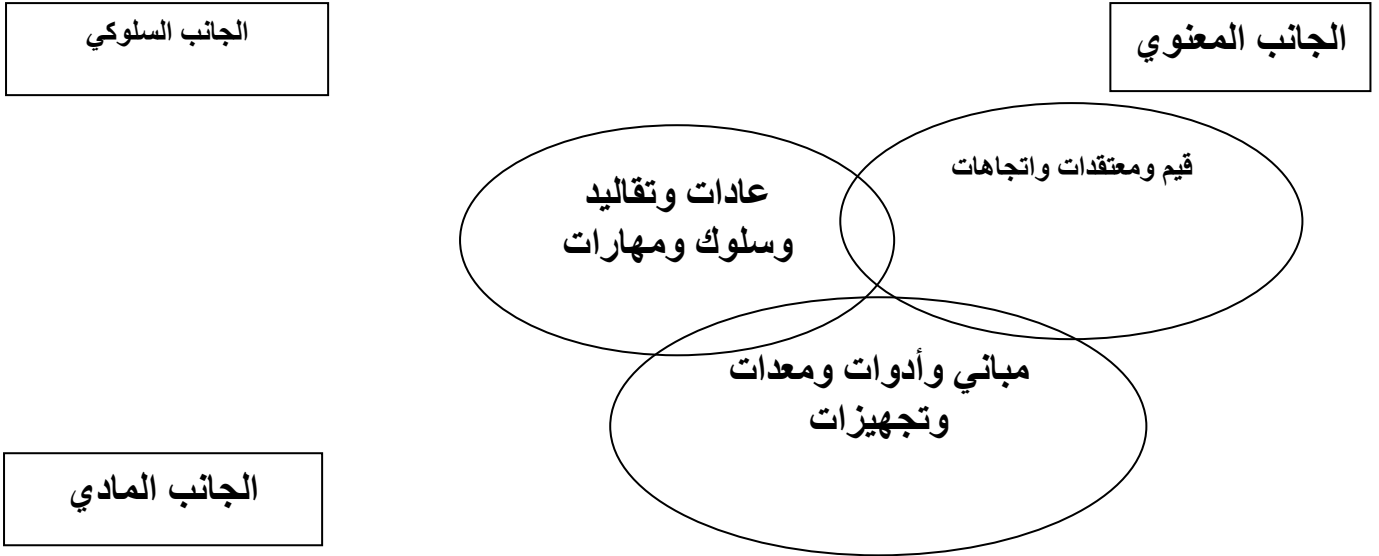 الجانب المعنوي
الجانب السلوكي
قيم ومعتقدات واتجاهات
عادات وتقاليد
وسلوك ومهارات
مباني وأدوات ومعدات
وتجهيزات
الجانب المادي